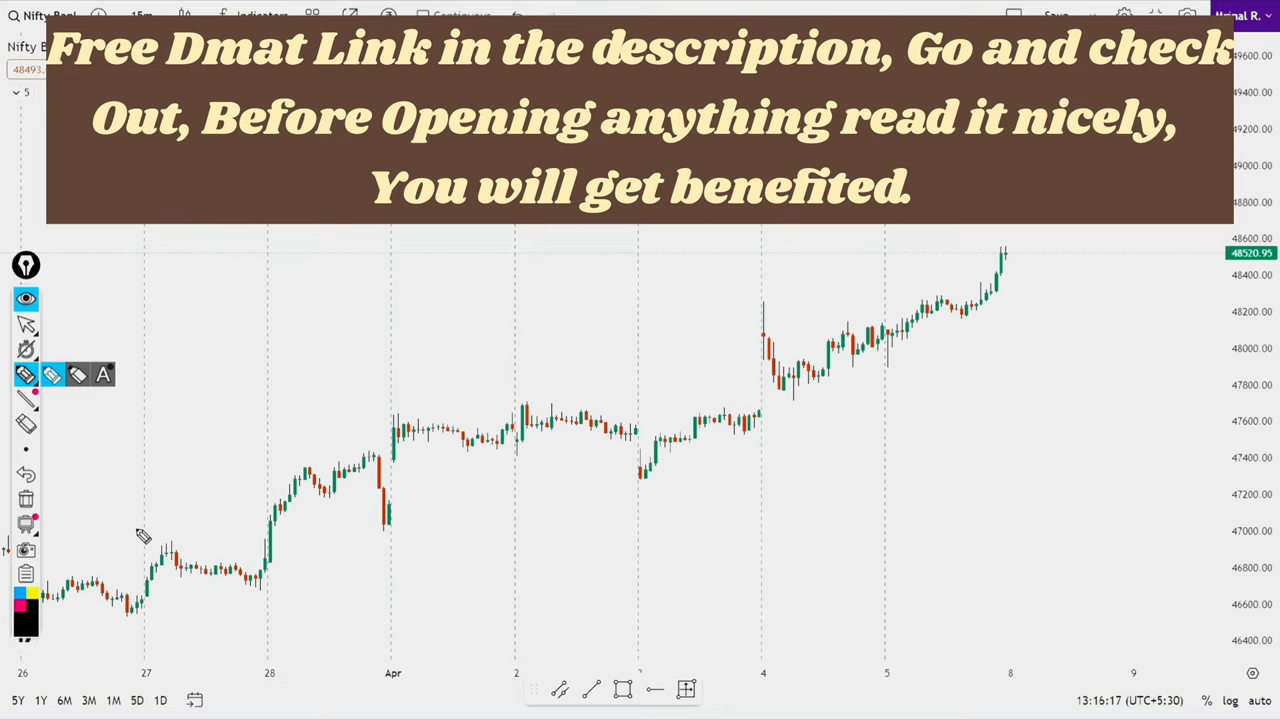 Free Dmat Link in the description, Go and check
Out, Before Opening anything read it nicely,
You will get benefited.
Nifty B
48493.
5
49600.00
49400.00
49200.00
49000.00
48800.00
48600.00
48520.95
48400.00
48200.00
48000.00
47800.00
47600.00
47400.00
47200.00
47000.00
46800.00
46600.00
46400.00
A
26 27 28 Apr 2 3 4 5 8 9
5Y 1Y 6M 3M 1M 5D 1D
13:16:17 (UTC+5:30) % log auto